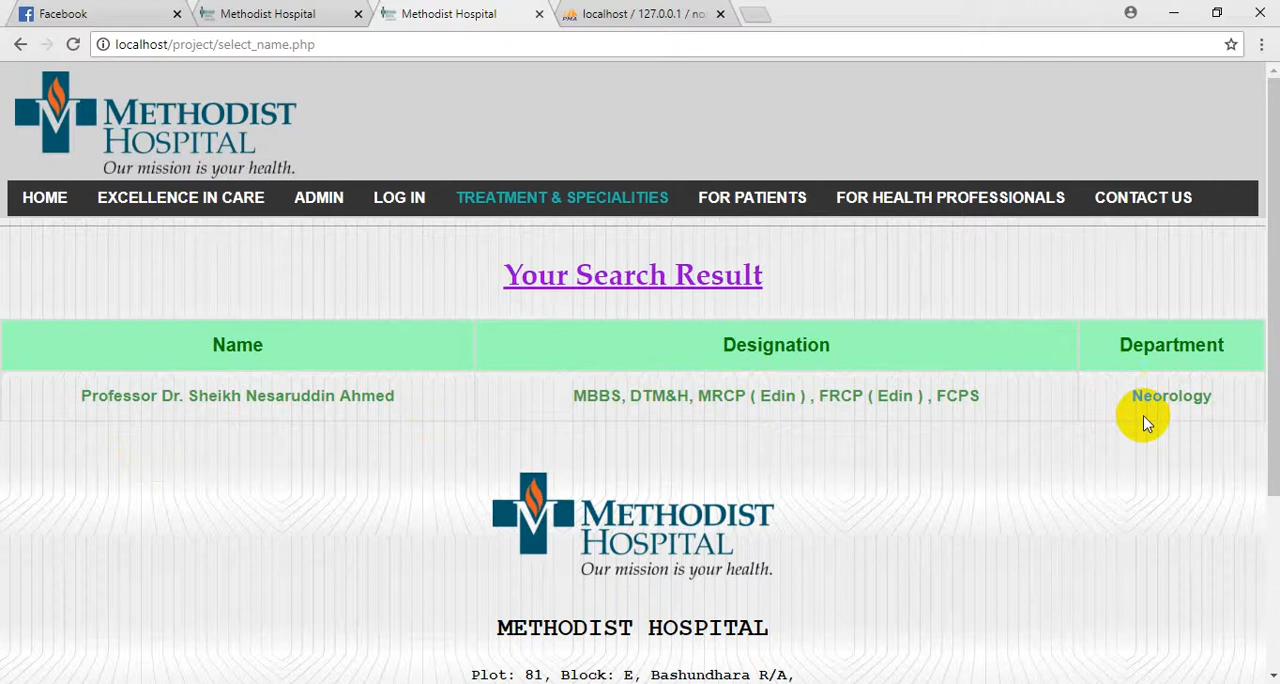 Facebook
Methodist Hospital
Methodist Hospital
localhost / 127.0.0.1 / no
localhost/project/select_name.php
METHODIST
HOSPITAL
Our mission is your health.
HOME EXCELLENCE IN CARE ADMIN LOG IN TREATMENT & SPECIALITIES FOR PATIENTS FOR HEALTH PROFESSIONALS CONTACT US
Your Search Result
Name Designation Department
Professor Dr. Sheikh Nesaruddin Ahmed MBBS, DTM&H, MRCP ( Edin ) , FRCP ( Edin ) , FCPS Neorology
METHODIST
HOSPITAL
Our mission is your health.
METHODIST HOSPITAL
Plot: 81, Block: E, Bashundhara R/A,